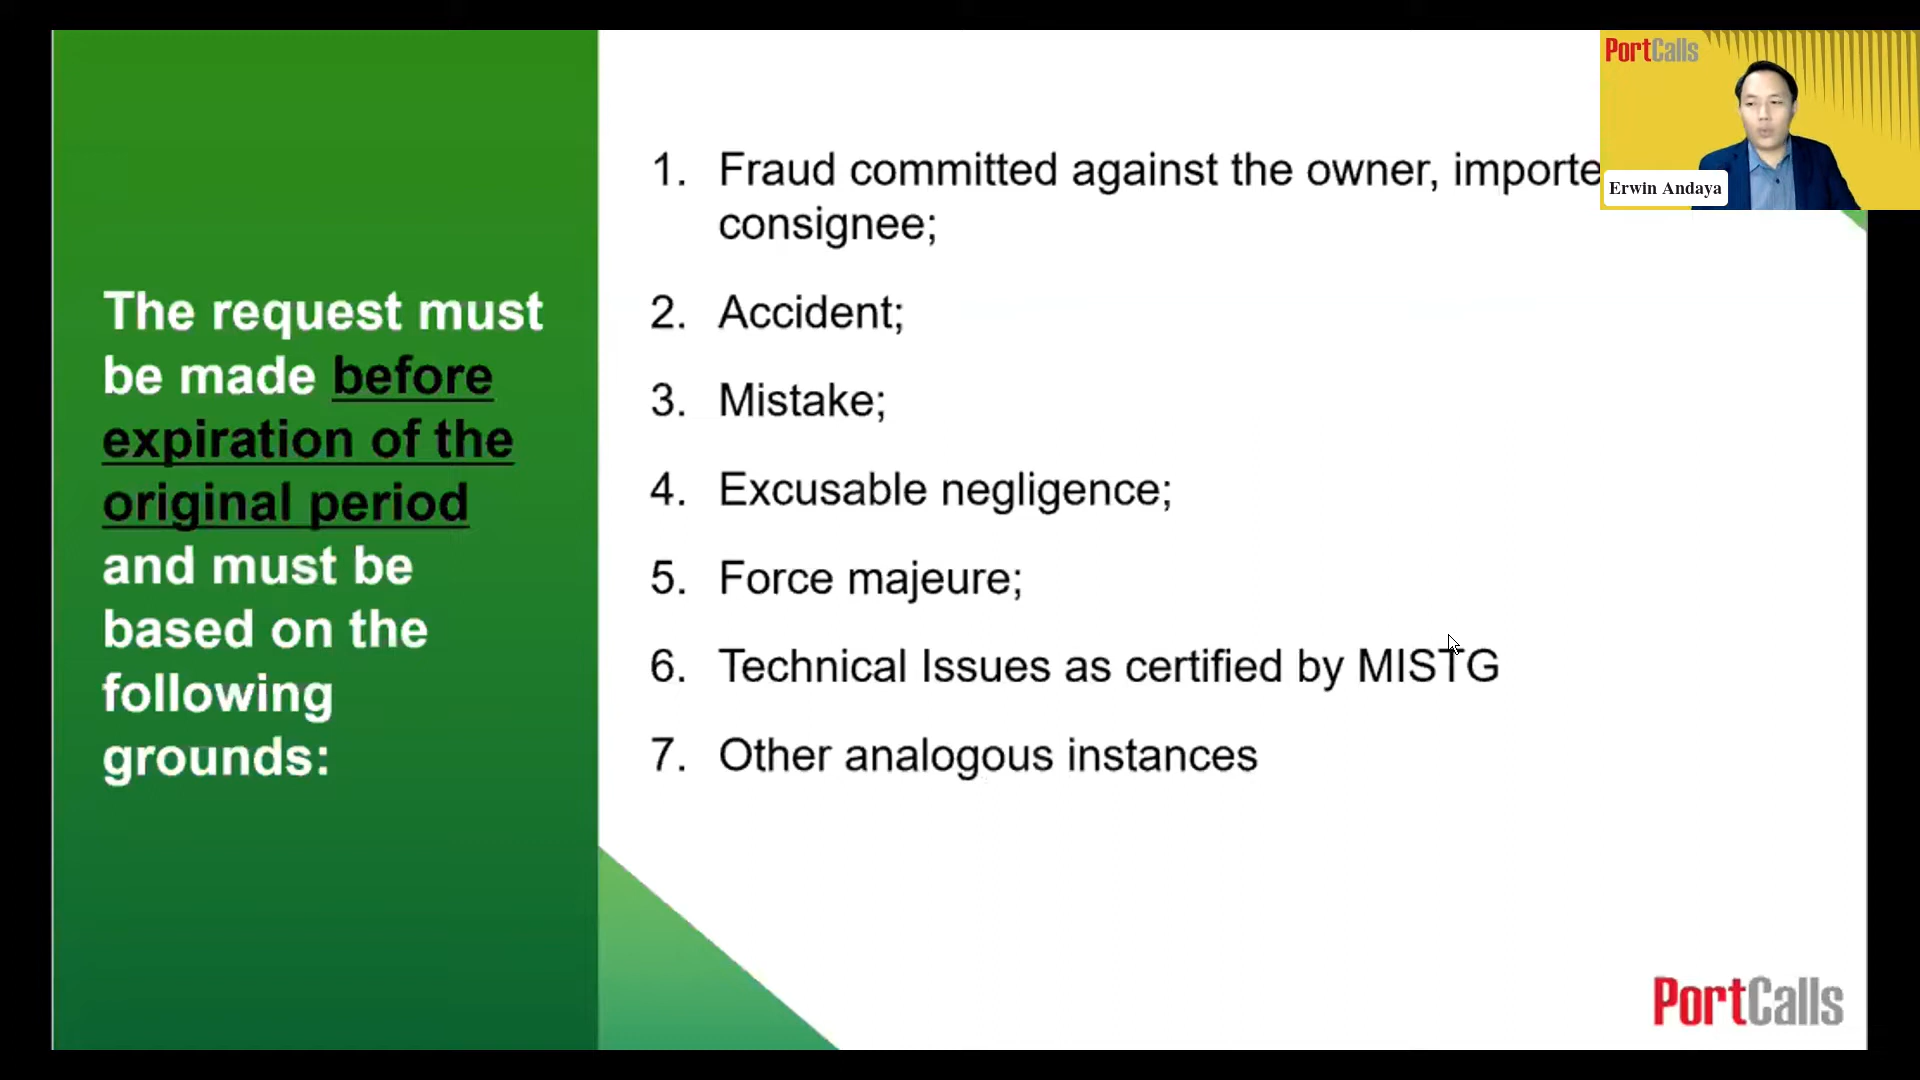 The request must
be made before
expiration of the
original period
and must be
based on the
following
grounds:
1. Fraud committed against the owner,
consignee;
2. Accident;
3. Mistake;
4. Excusable negligence;
5. Force majeure;
6. Technical Issues as certified by MISTG
7. Other analogous instances
PortCalls
Erwin Andaya
PortCalls